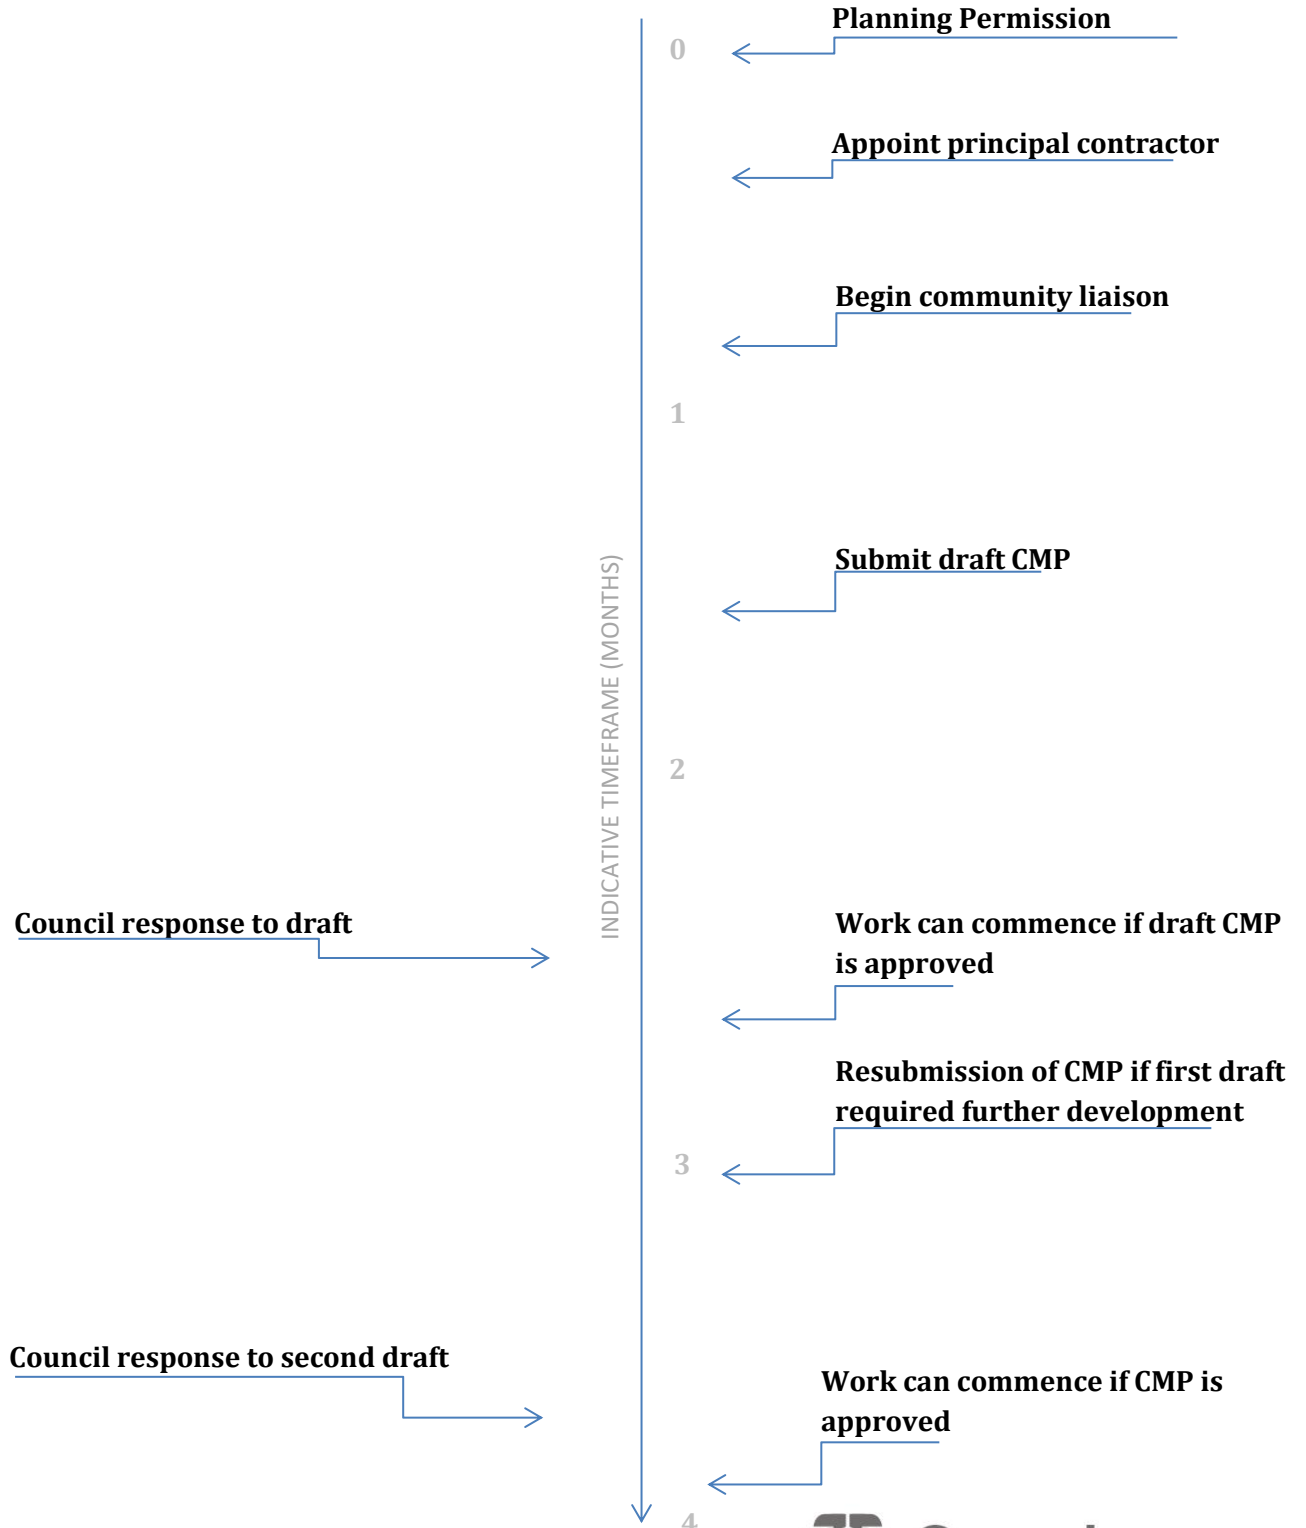 Planning Permission
0
Appoint principal contractor
Begin community liaison
1
Submit draft CMP
INDICATIVE TIMEFRAME (MONTHS)
2
Council response to draft
Work can commence if draft CMP
is approved
Resubmission of CMP if first draft
required further development
3
Council response to second draft
Work can commence if CMP is
approved
4